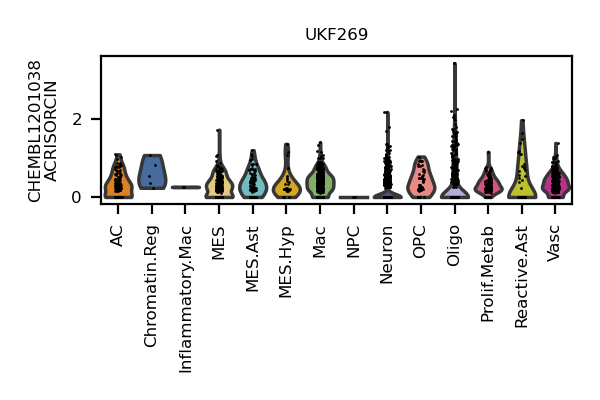 UKF269
CHEMBL1201038
ACRISORCIN
2
0
AC
Chromatin.Reg
Inflammatory.Mac
MES
MES.Ast
MES.Hyp
Mac
NPC
Neuron
OPC
Oligo
Prolif.Metab
Reactive.Ast
Vasc